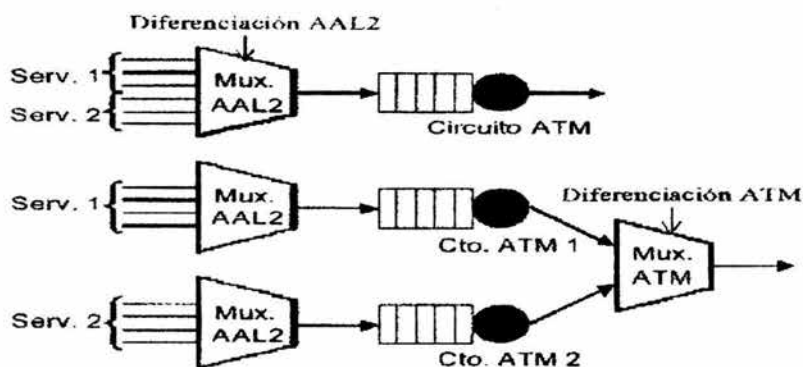 Diferenciación AAL2
Serv. 1
Serv. 2
Mux.
AAL2
Circuito ATM
Serv. 1
Mux.
AAL2
Cto. ATM 1
Diferenciación ATM
Mux.
ATM
Serv. 2
Mux.
AAL2
Cto. ATM 2